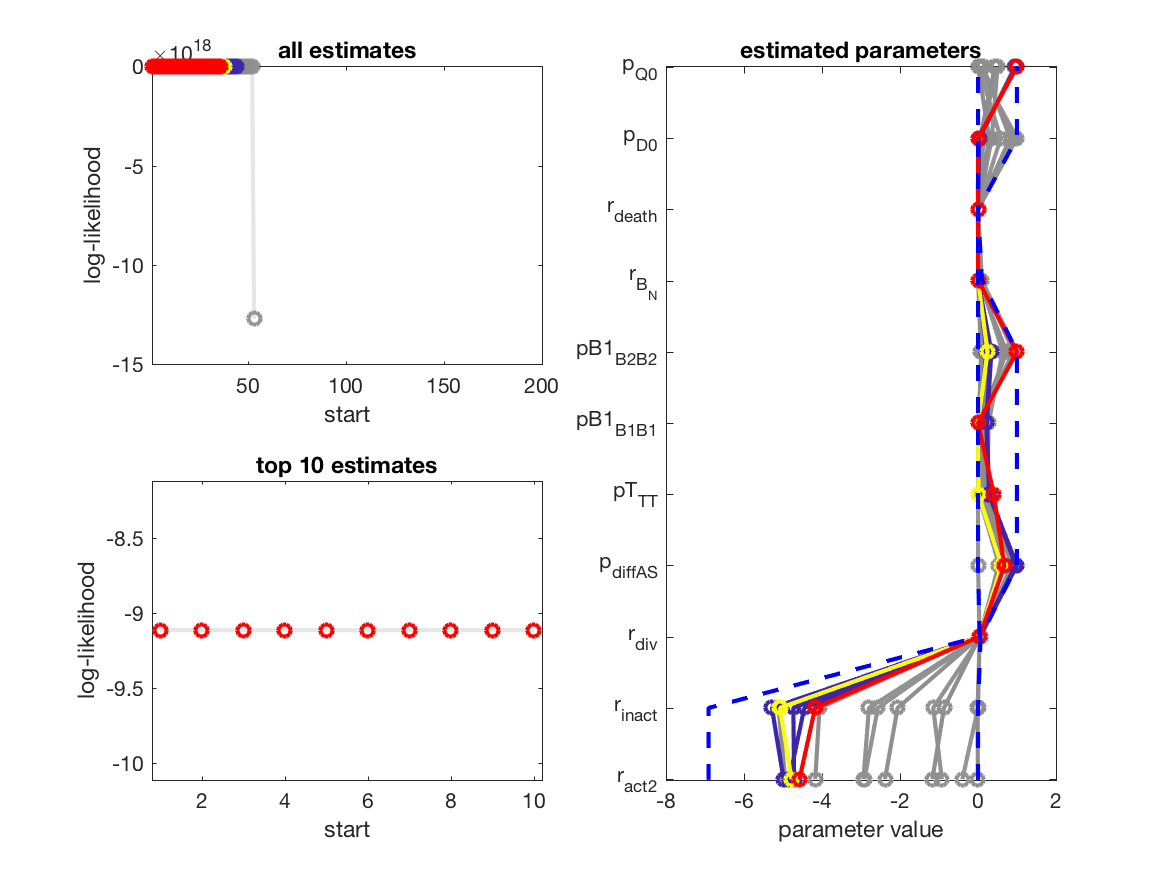 ×10^18
all estimates
0
-5
-10
-15
50
100
150
200
log-likelihood
start
top 10 estimates
-8.5
-9
-9.5
-10
2
4
6
8
10
log-likelihood
start
estimated parameters
p_Q0
p_D0
r_death
r_B_N
pB1_B2B2
pB1_B1B1
pT_TT
p_diffAS
r_div
r_inact
r_act2
-8
-6
-4
-2
0
2
parameter value